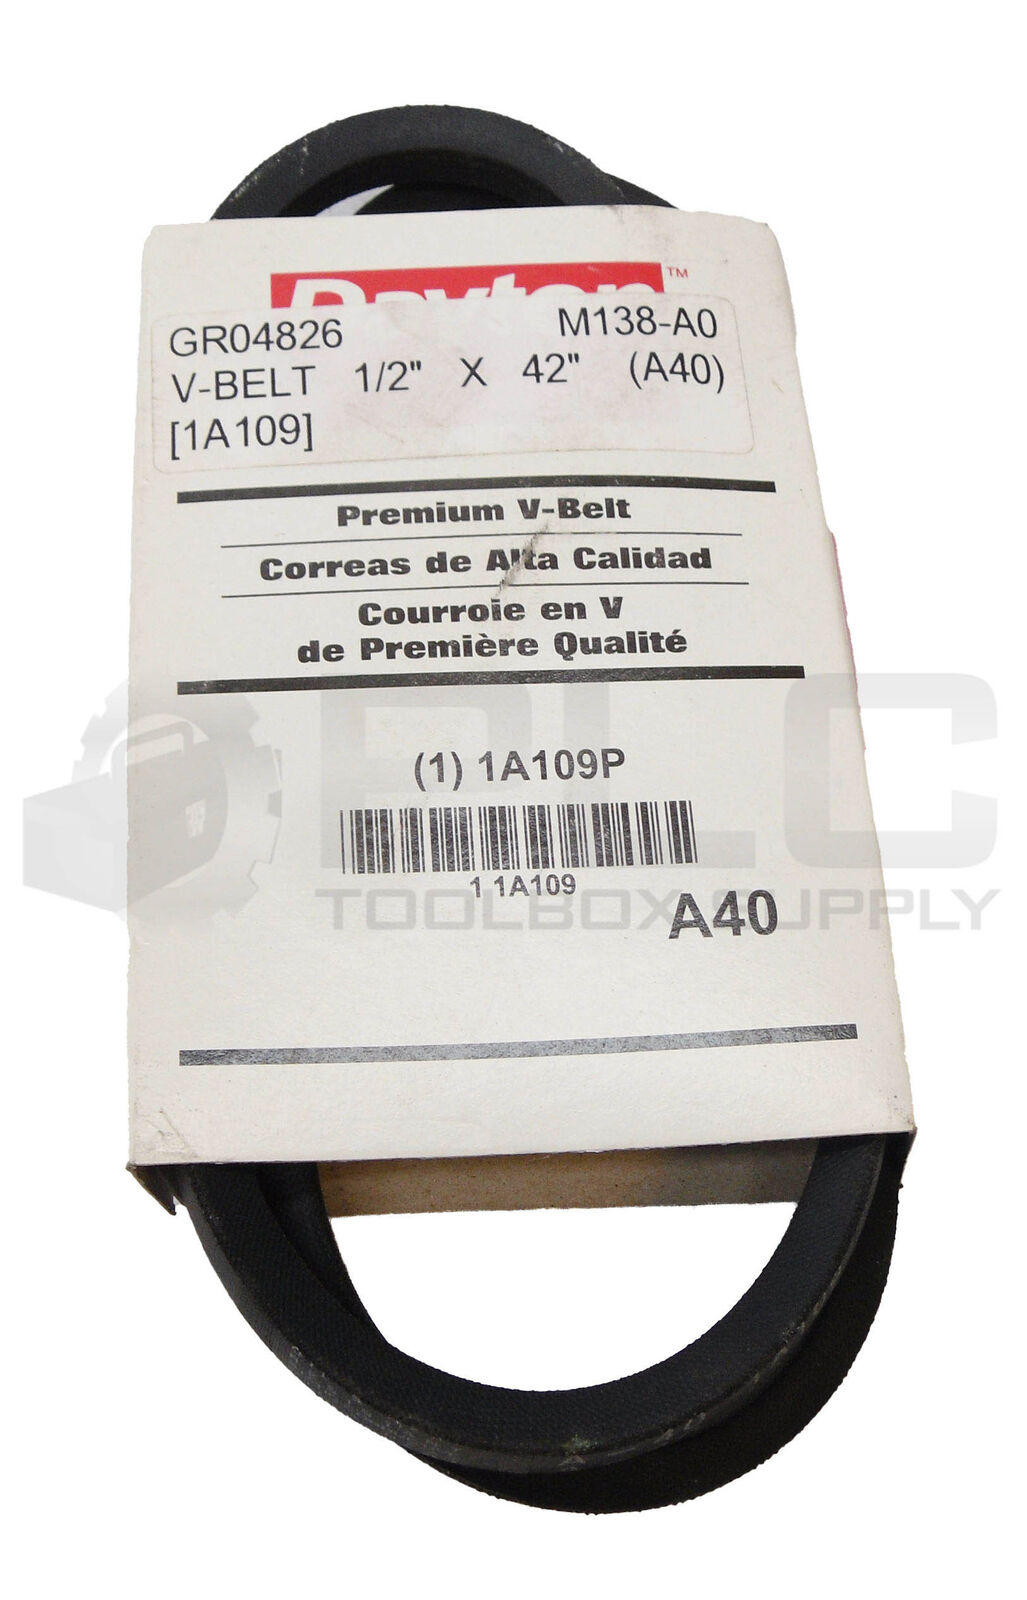 Dayton™
GR04826 M138-A0
V-BELT 1/2" X 42" (A40)
[1A109]
Premium V-Belt
Correas de Alta Calidad
Courroie en V
de Première Qualité
(1) 1A109P
1 1A109
A40
PLC
TOOLBOX SUPPLY